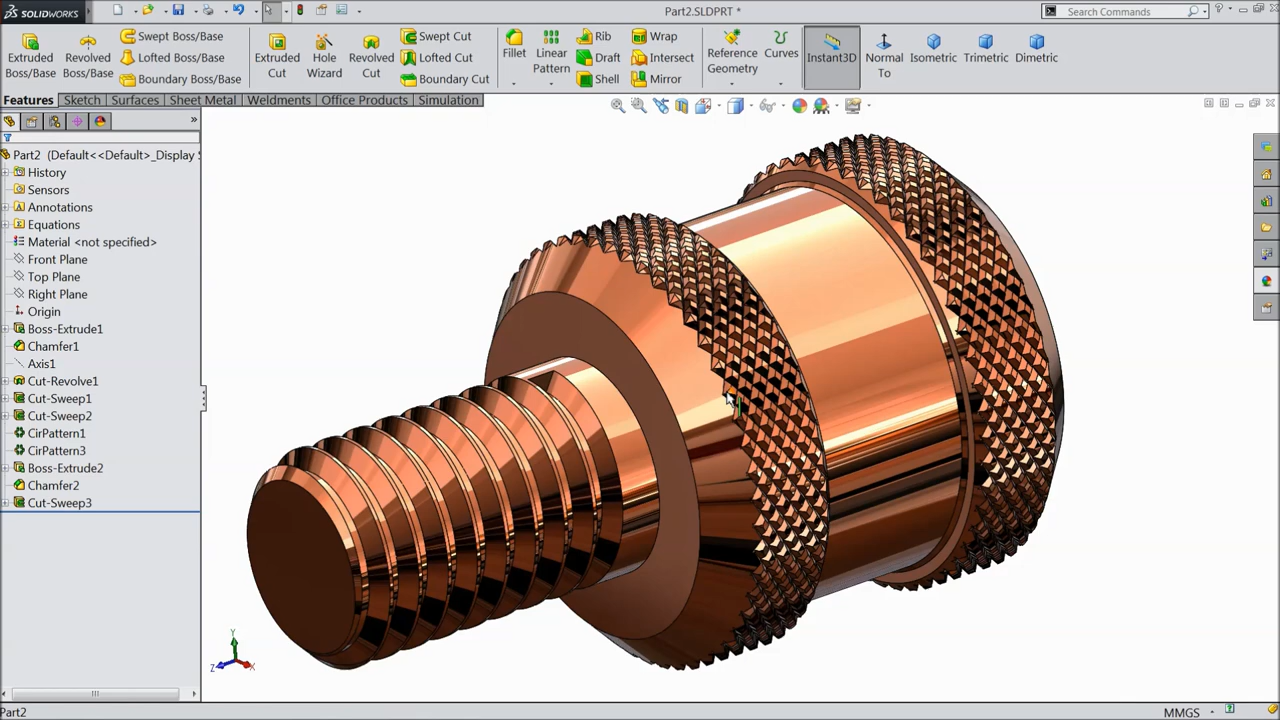 SOLIDWORKS
Part2.SLDPRT *
Search Commands
Extruded Boss/Base
Revolved Boss/Base
Swept Boss/Base
Lofted Boss/Base
Boundary Boss/Base
Extruded Cut
Hole Wizard
Revolved Cut
Swept Cut
Lofted Cut
Boundary Cut
Fillet
Linear Pattern
Rib
Draft
Shell
Wrap
Intersect
Mirror
Reference Geometry
Curves
Instant3D
Normal To
Isometric
Trimetric
Dimetric
Features
Sketch
Surfaces
Sheet Metal
Weldments
Office Products
Simulation
Part2 (Default<<Default>_Display S
History
Sensors
Annotations
Equations
Material <not specified>
Front Plane
Top Plane
Right Plane
Origin
Boss-Extrude1
Chamfer1
Axis1
Cut-Revolve1
Cut-Sweep1
Cut-Sweep2
CirPattern1
CirPattern3
Boss-Extrude2
Chamfer2
Cut-Sweep3
Y
Z
X
Part2
MMGS